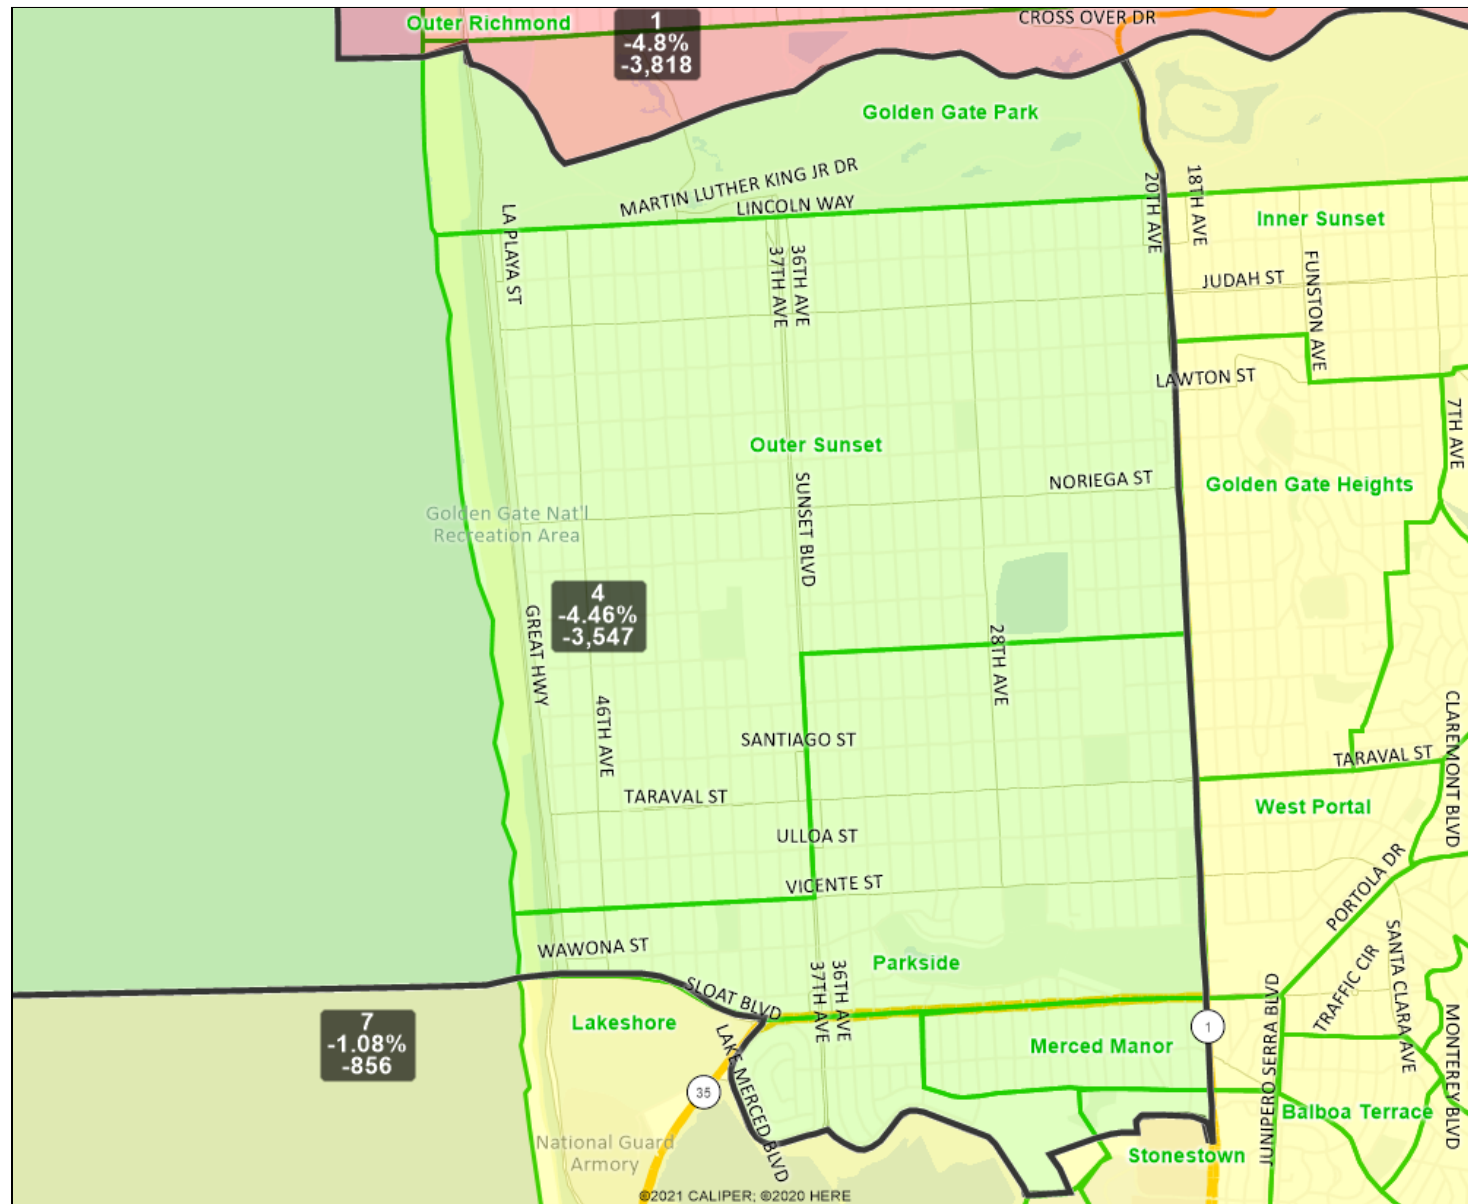 Outer Richmond
1
-4.8%
-3,818
CROSS OVER DR
Golden Gate Park
MARTIN LUTHER KING JR DR
LINCOLN WAY
LA PLAYA ST
37TH AVE
36TH AVE
20TH AVE
18TH AVE
Inner Sunset
JUDAH ST
FUNSTON AVE
LAWTON ST
7TH AVE
Outer Sunset
NORIEGA ST
Golden Gate Heights
SUNSET BLVD
Golden Gate Nat'l
Recreation Area
4
-4.46%
-3,547
GREAT HWY
28TH AVE
46TH AVE
SANTIAGO ST
CLAREMONT BLVD
TARAVAL ST
TARAVAL ST
West Portal
ULLOA ST
VICENTE ST
PORTOLA DR
WAWONA ST
Parkside
37TH AVE
36TH AVE
SLOAT BLVD
TRAFFIC CIR
SANTA CLARA AVE
7
-1.08%
-856
Lakeshore
LAKE MERCED BLVD
Merced Manor
1
JUNIPERO SERRA BLVD
MONTEREY BLVD
35
Balboa Terrace
National Guard
Armory
Stonestown
©2021 CALIPER; ©2020 HERE